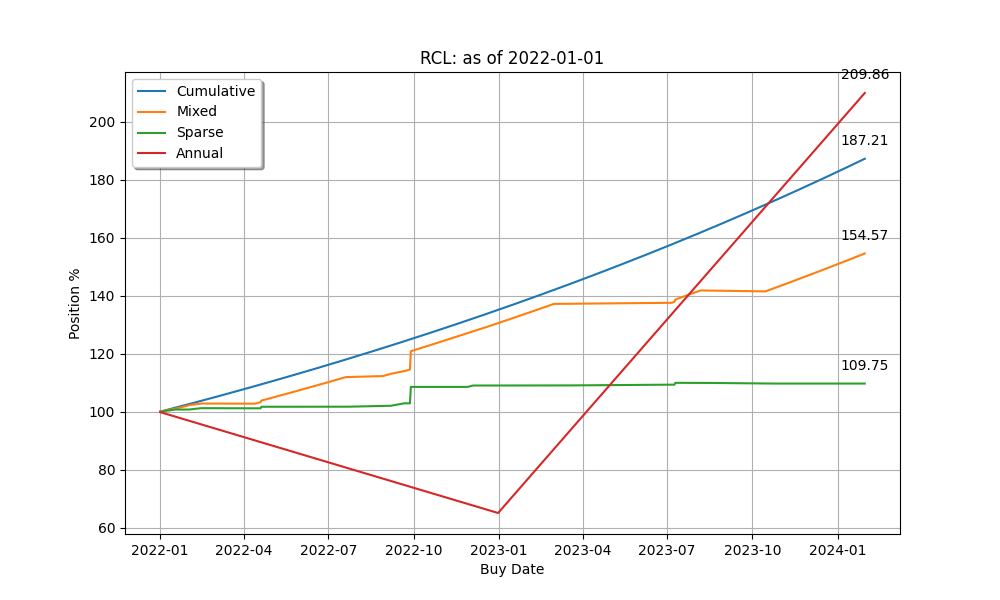 RCL: as of 2022-01-01
Cumulative
Mixed
Sparse
Annual
209.86
187.21
154.57
109.75
200
180
160
140
120
100
80
60
Position %
2022-01 2022-04 2022-07 2022-10 2023-01 2023-04 2023-07 2023-10 2024-01
Buy Date